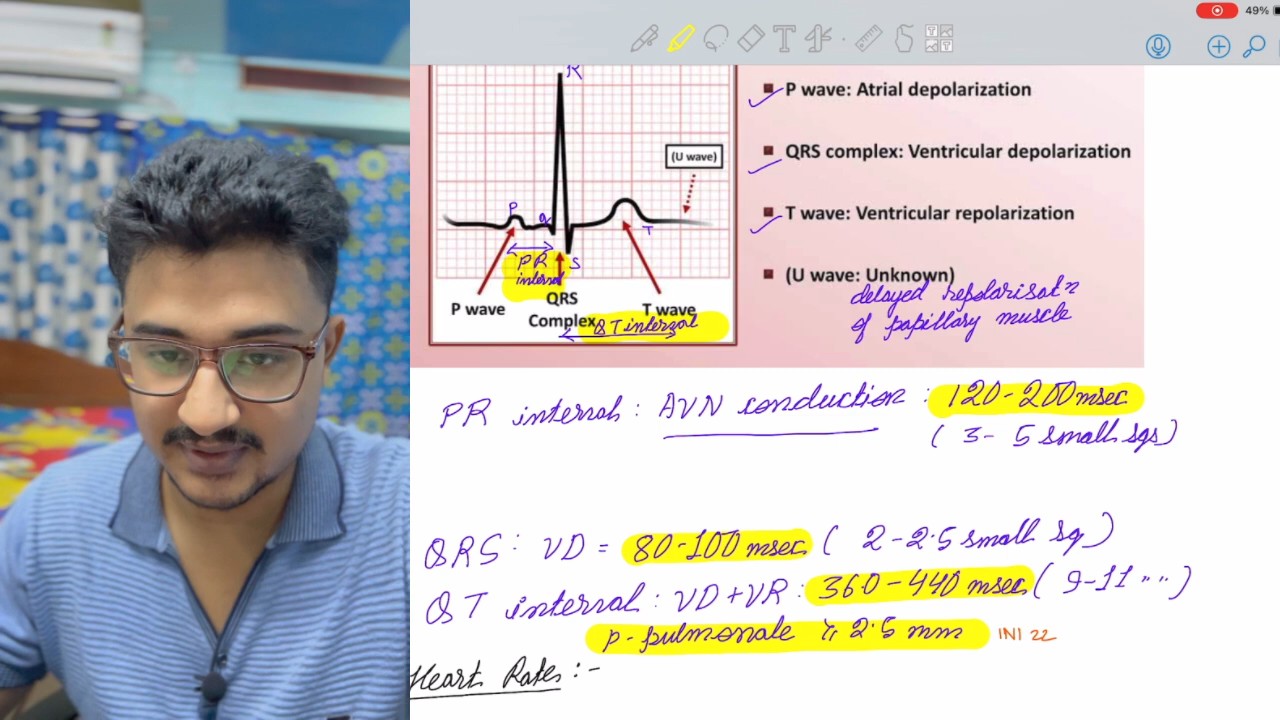 49%
R
P wave: Atrial depolarization
QRS complex: Ventricular depolarization
(U wave)
T wave: Ventricular repolarization
P
q
T
(U wave: Unknown)
PR
interval
S
delayed repolarisatn
of papillary muscle
P wave
QRS
Complex
T wave
QT interval
PR interval: AVN conduction: 120-200 msec
(3-5 small sqs)
QRS: VD = 80-100 msec (2-2.5 small sq)
QT interval: VD+VR: 360-440 msec (9-11 〃〃)
p-pulmonale 2.5 mm INI 22
Heart Rates:-